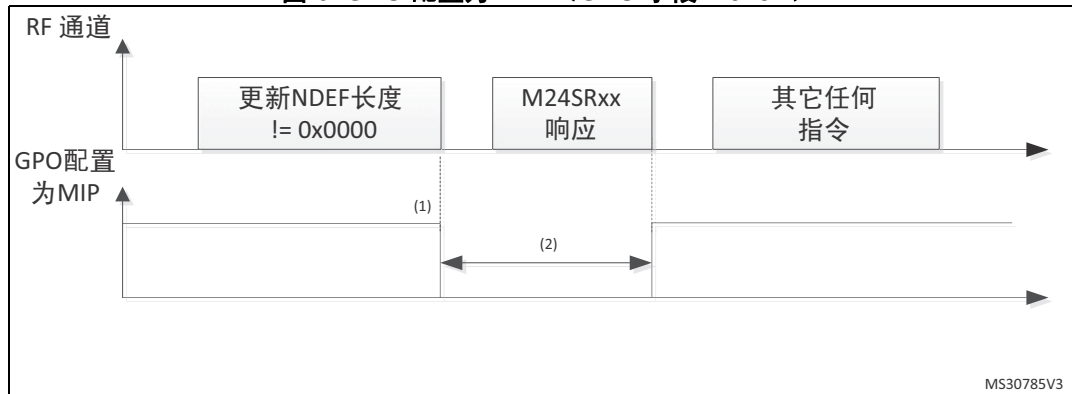 RF 通道
更新NDEF长度
!= 0x0000
M24SRxx
响应
其它任何
指令
GPO配置
为MIP
(1)
(2)
MS30785V3